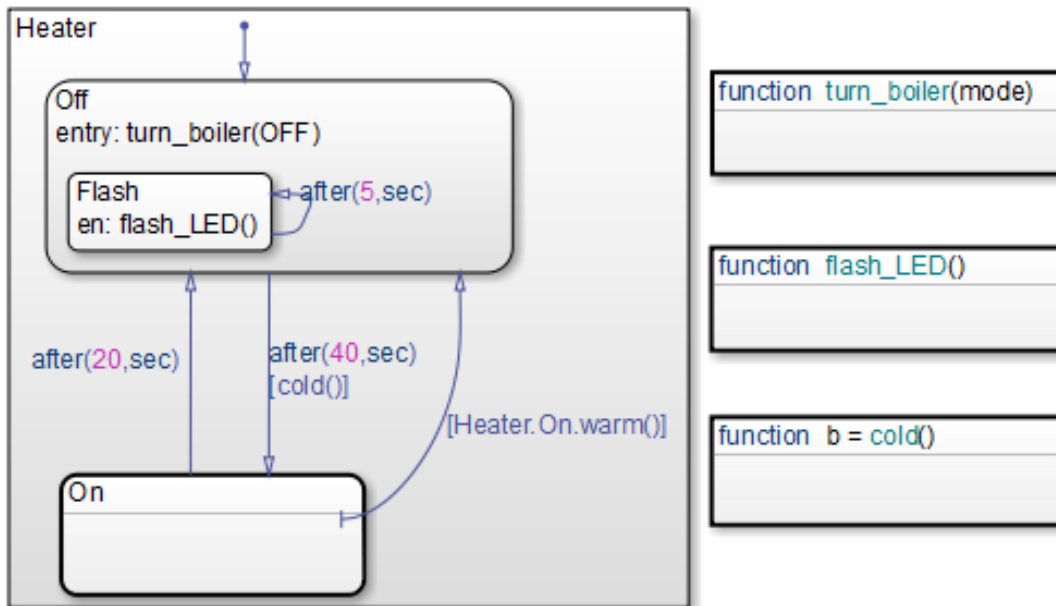 Heater
Off
entry: turn_boiler(OFF)
Flash
en: flash_LED()
after(5,sec)
after(20,sec)
after(40,sec)
[cold()]
[Heater.On.warm()]
On
function turn_boiler(mode)
function flash_LED()
function b = cold()